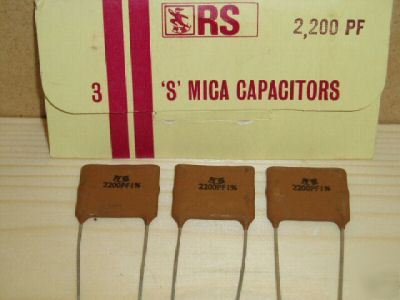 RS 2,200 PF
3 'S' MICA CAPACITORS
RS
2200PF1%
RS
2200PF1%
RS
2200PF1%